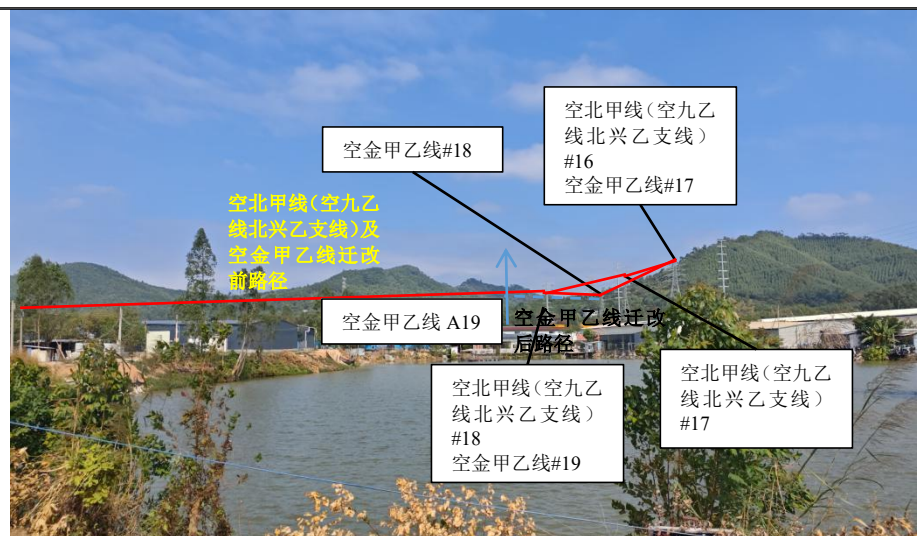 空北甲线（空九乙
线北兴乙支线）
#16
空金甲乙线#17
空金甲乙线#18
空北甲线（空九乙
线北兴乙支线）及
空金甲乙线迁改
前路径
空金甲乙线 A19
空金甲乙线迁改
后路径
空北甲线（空九乙
线北兴乙支线）
#18
空金甲乙线#19
空北甲线（空九乙
线北兴乙支线）
#17